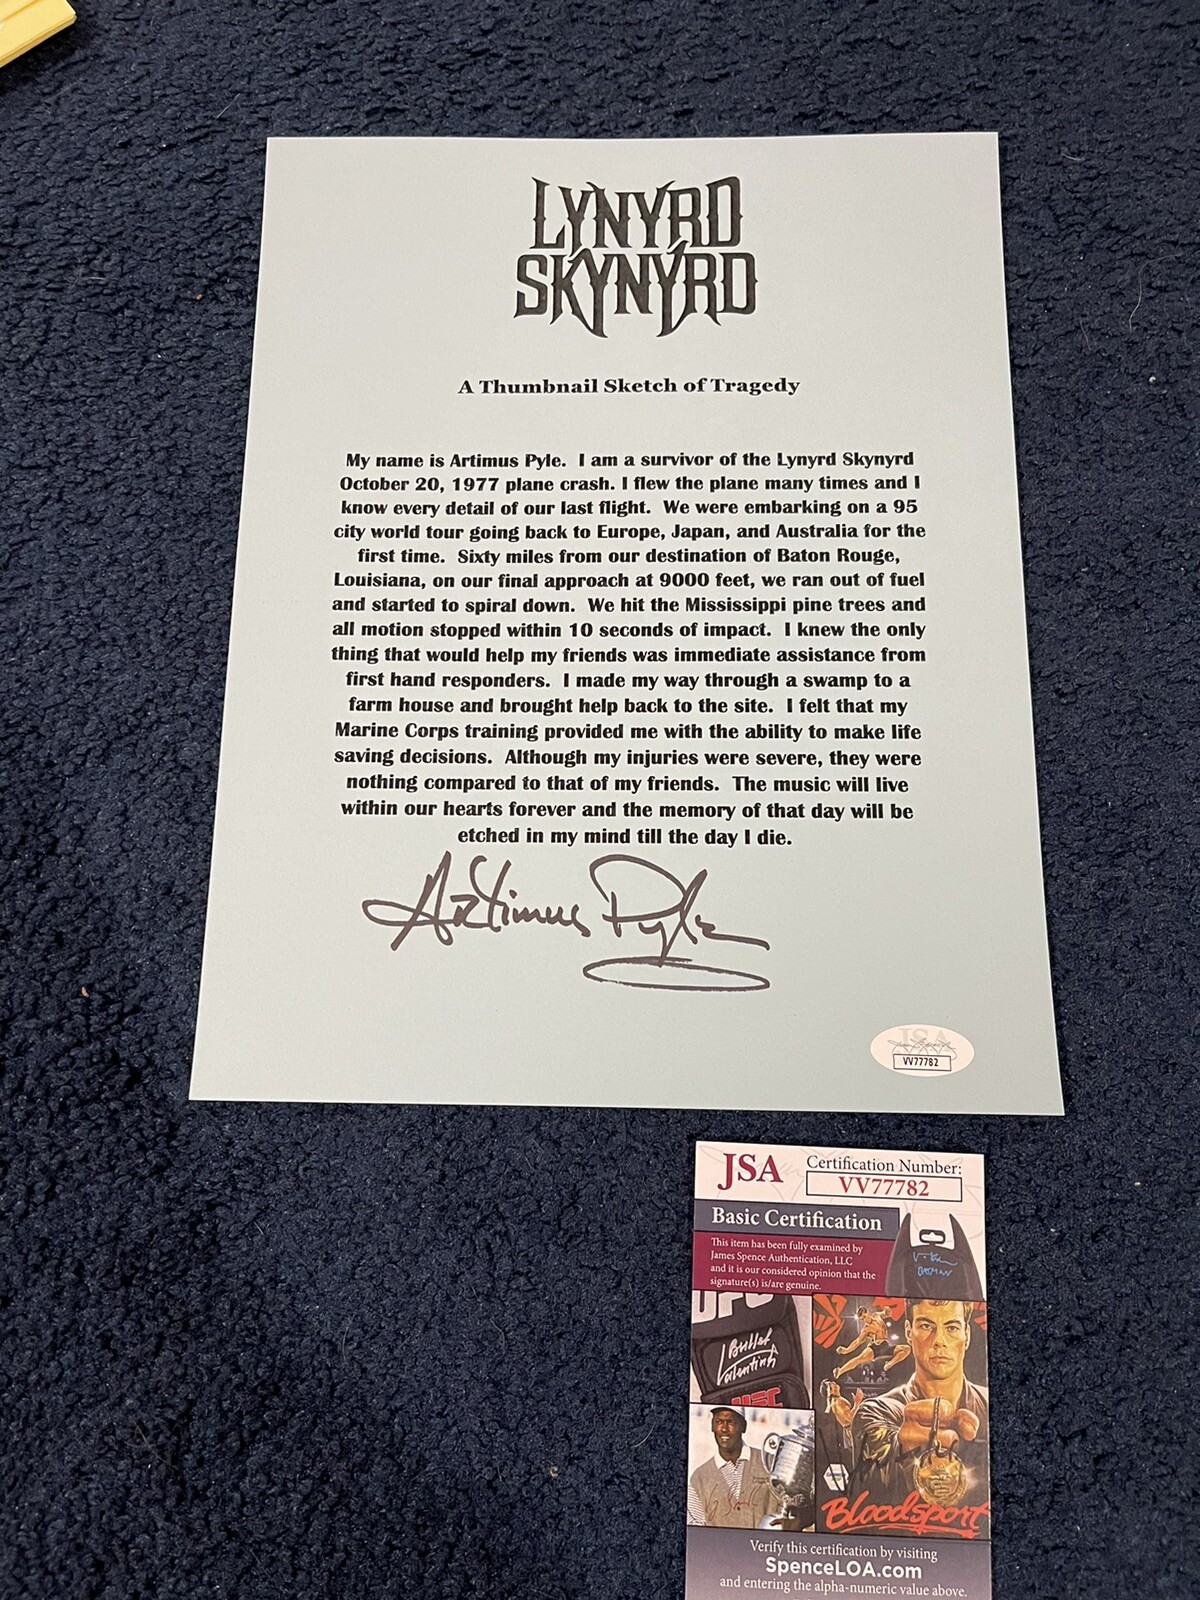 LYNYRD
SKYNYRD
A Thumbnail Sketch of Tragedy
My name is Artimus Pyle. I am a survivor of the Lynyrd Skynyrd
October 20, 1977 plane crash. I flew the plane many times and I
know every detail of our last flight. We were embarking on a 95
city world tour going back to Europe, Japan, and Australia for the
first time. Sixty miles from our destination of Baton Rouge,
Louisiana, on our final approach at 9000 feet, we ran out of fuel
and started to spiral down. We hit the Mississippi pine trees and
all motion stopped within 10 seconds of impact. I knew the only
thing that would help my friends was immediate assistance from
first hand responders. I made my way through a swamp to a
farm house and brought help back to the site. I felt that my
Marine Corps training provided me with the ability to make life
saving decisions. Although my injuries were severe, they were
nothing compared to that of my friends. The music will live
within our hearts forever and the memory of that day will be
etched in my mind till the day I die.
Artimus Pyle
JSA
VV77782
JSA
Certification Number:
VV77782
Basic Certification
This item has been fully examined by
James Spence Authentication, LLC
and it is our considered opinion that the
signature(s) is/are genuine.
UFC
Bullet
Valentina
UFC
Bloodsport
Verify this certification by visiting
SpenceLOA.com
and entering the alpha-numeric value above.